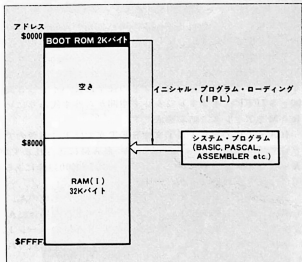 アドレス
$0000
BOOT ROM 2Kバイト
空き
イニシャル・プログラム・ローディング
(IPL)
$8000
システム・プログラム
(BASIC, PASCAL,
ASSEMBLER etc.)
RAM(I)
32Kバイト
$FFFF